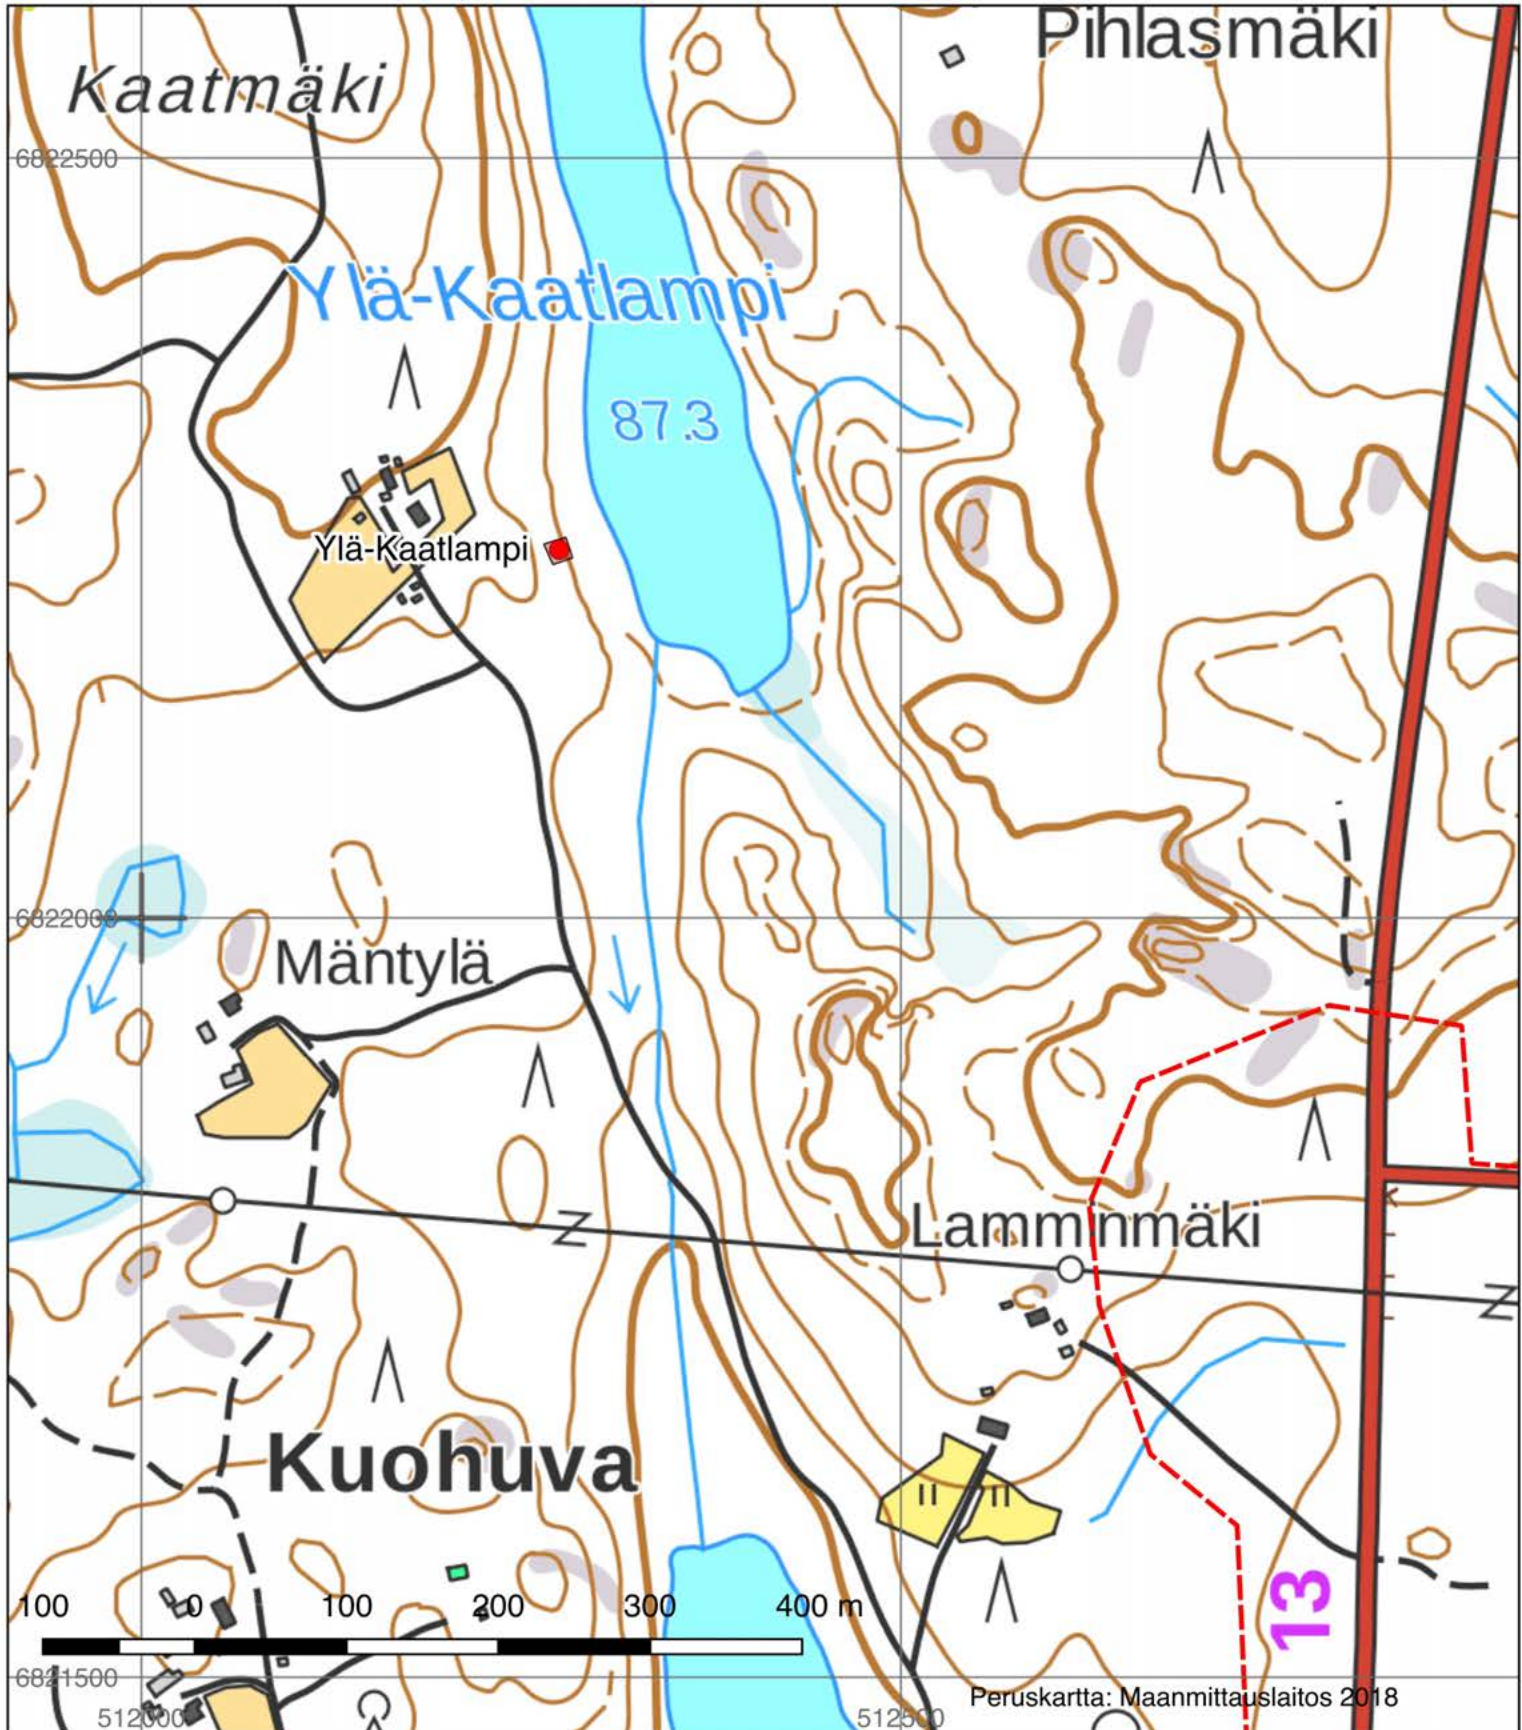 Pihlasmäki
Kaatmäki
6822500
Ylä-Kaatlampi
87.3
Ylä-Kaatlampi
6822000
Mäntylä
Lamminmäki
Kuohuva
13
100 0 100 200 300 400 m
6821500
Peruskartta: Maanmittauslaitos 2018
512000 512500